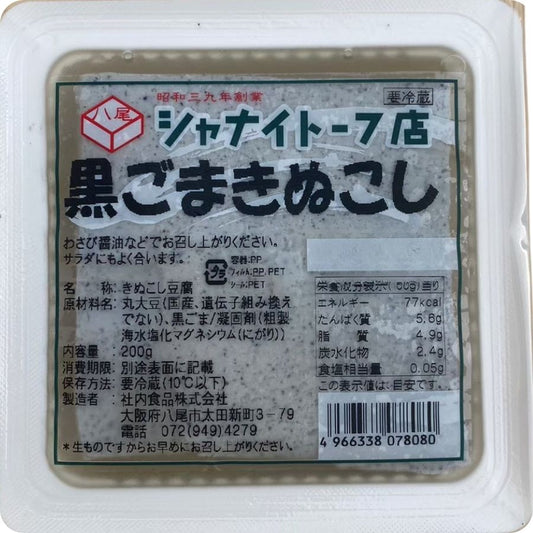 昭和三九年創業
要冷蔵
八尾
シャナイトーフ店
黒ごまきぬこし
わさび醤油などでお召し上がりください。
サラダにもよく合います。
プラ
容器:PP
フィルム:PP,PET
シール:PET
名　称:きぬこし豆腐
原材料名:丸大豆(国産、遺伝子組み換え
でない)、黒ごま/凝固剤(粗製
海水塩化マグネシウム(にがり))
内容量:200g
消費期限:別途表面に記載
保存方法:要冷蔵(10℃以下)
製造者:社内食品株式会社
大阪府八尾市太田新町3-79
電話　072(949)4279
*生ものですからお早めにお召し上がりください。
栄養成分表示(100g)当り
エネルギー 77kcal
たんぱく質 5.6g
脂質 4.9g
炭水化物 2.4g
食塩相当量 0.05g
この表示値は、目安です。
4 966338 078080